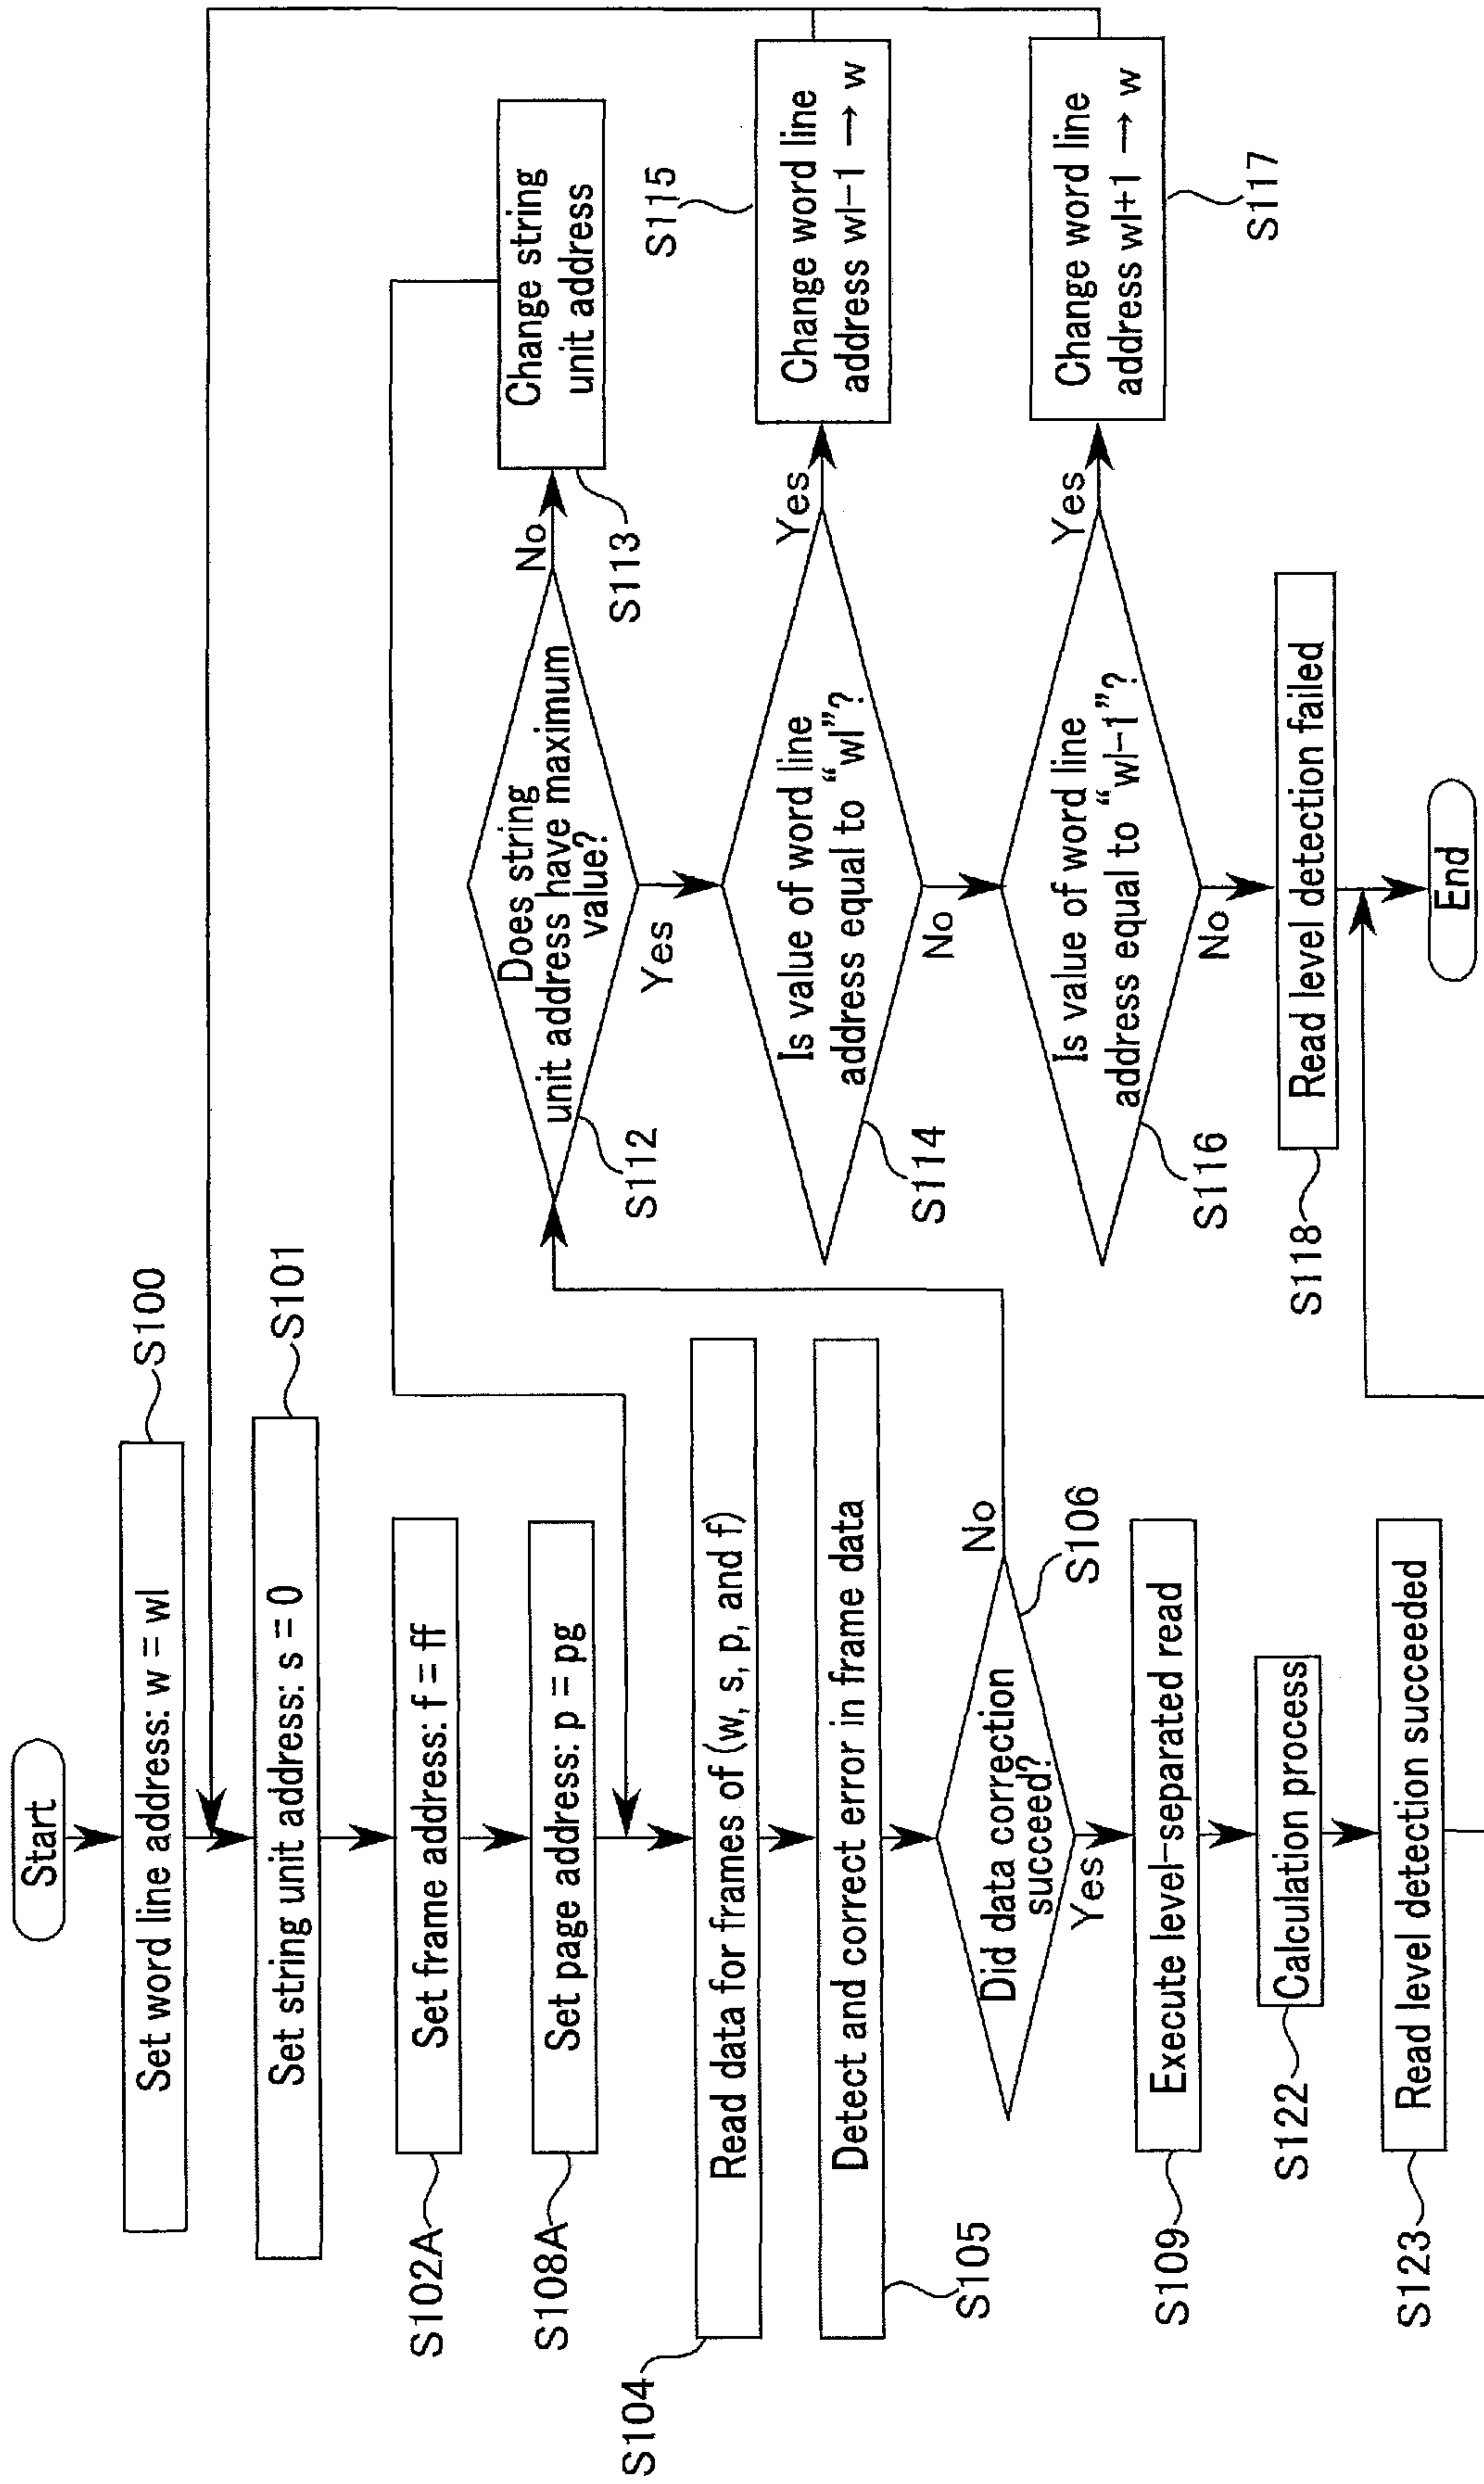 Start
Set word line address: w = wl
S100
Set string unit address: s = 0
S101
Set frame address: f = ff
S102A
Set page address: p = pg
S108A
Read data for frames of (w, s, p, and f)
S104
Detect and correct error in frame data
S105
Did data correction
succeed?
S106
No
Yes
Execute level-separated read
S109
Calculation process
S122
Read level detection succeeded
S123
Does string
unit address have maximum
value?
S112
No
Yes
Change string
unit address
S113
Is value of word line
address equal to “wl”?
S114
Yes
No
Change word line
address wl−1 → w
S115
Is value of word line
address equal to “wl−1”?
S116
Yes
No
Change word line
address wl+1 → w
S117
Read level detection failed
S118
End